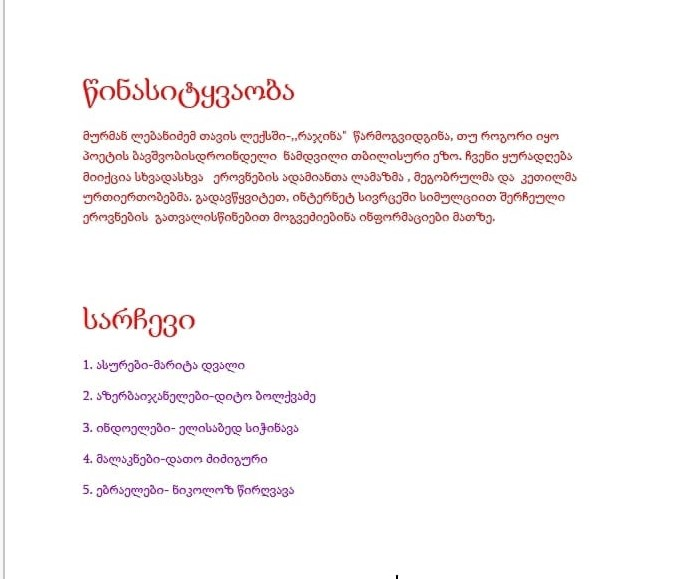 წინასიტყვაობა
მურმან ლებანიძემ თავის ლექსში-,,რაჯინა" წარმოგვიდგინა, თუ როგორი იყო
პოეტის ბავშვობისდროინდელი ნამდვილი თბილისური ეზო. ჩვენი ყურადღება
მიიქცია სხვადასხვა ეროვნების ადამიანთა ლამაზმა , მეგობრულმა და კეთილმა
ურთიერთობებმა. გადავწყვიტეთ, ინტერნეტ სივრცეში სიმულციით შერჩეული
ეროვნების გათვალისწინებით მოგვეძიებინა ინფორმაციები მათზე.
სარჩევი
1. ასურები-მარიტა დვალი
2. აზერბაიჯანელები-დიტო ბოლქვაძე
3. ინდოელები- ელისაბედ სიჭინავა
4. მალაკნები-დათო ძიძიგური
5. ებრაელები- ნიკოლოზ წირღვავა